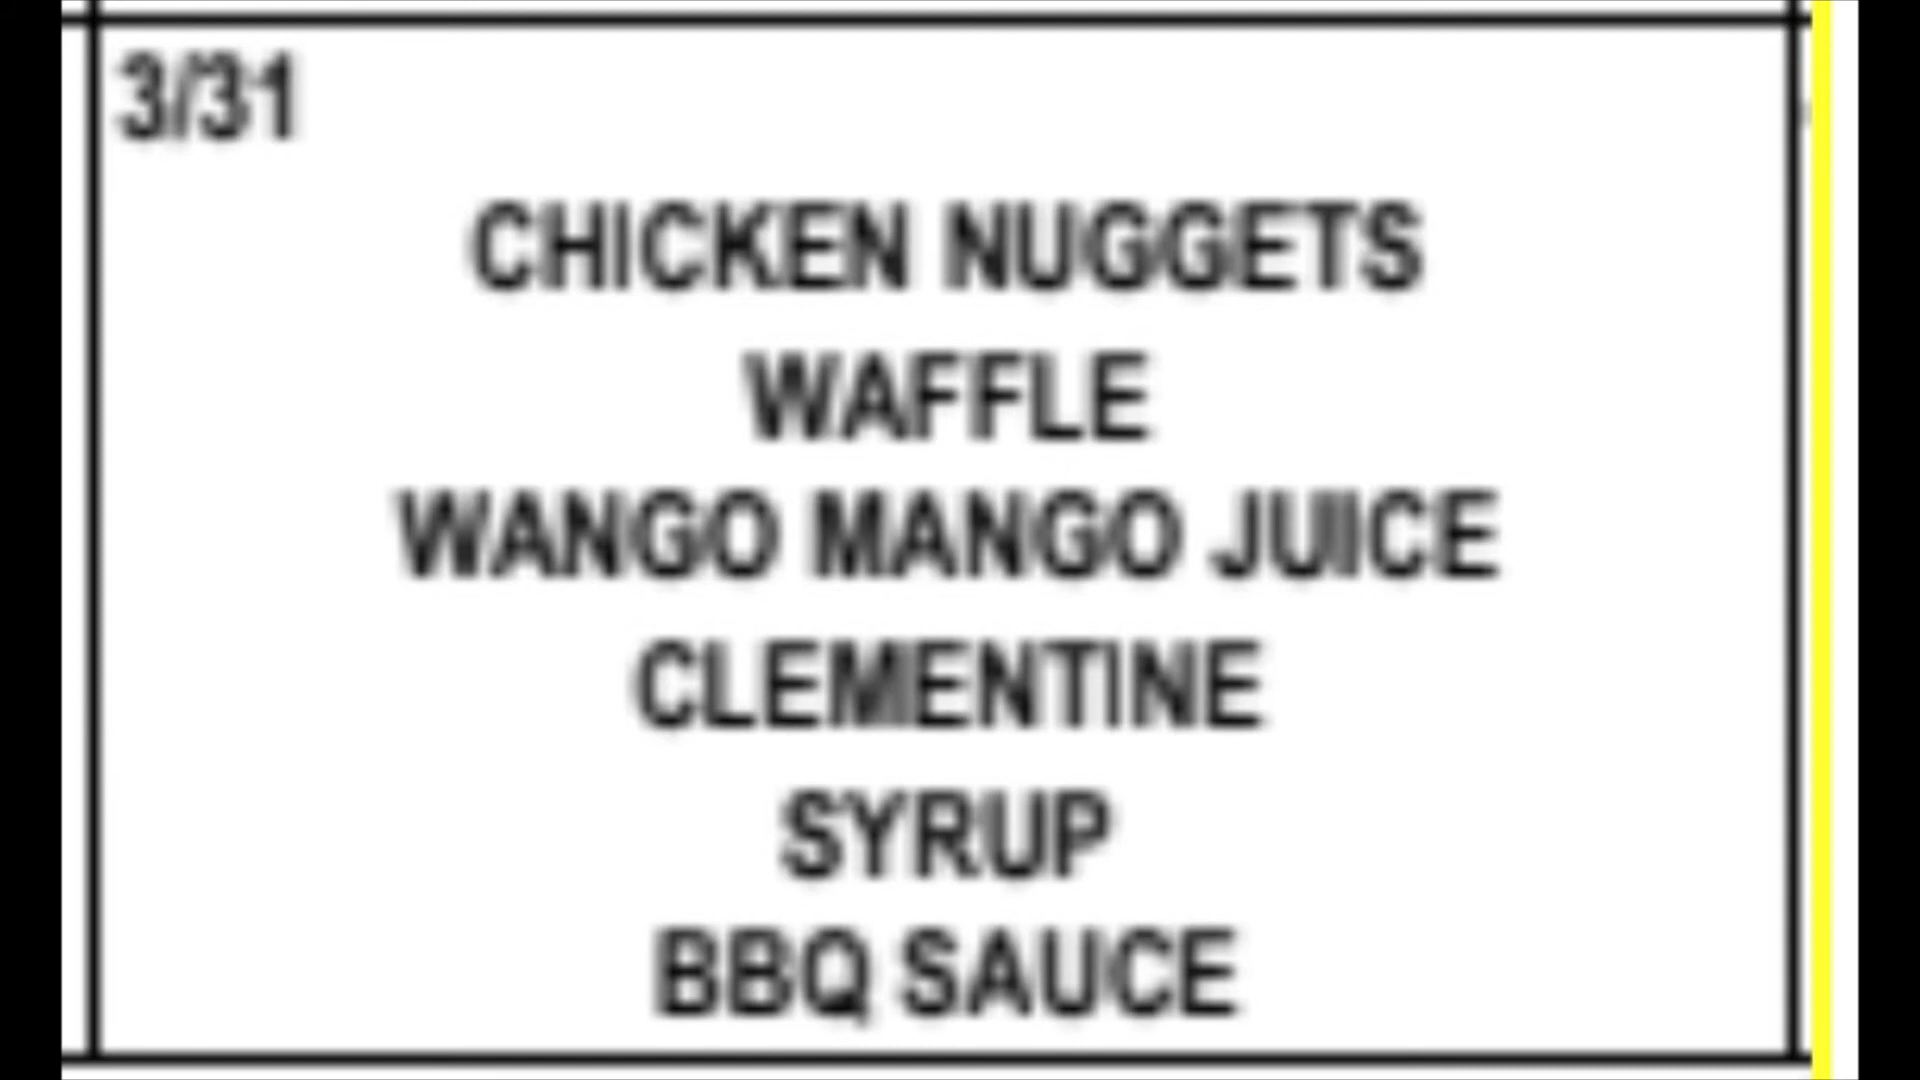 3/31
CHICKEN NUGGETS
WAFFLE
WANGO MANGO JUICE
CLEMENTINE
SYRUP
BBQ SAUCE